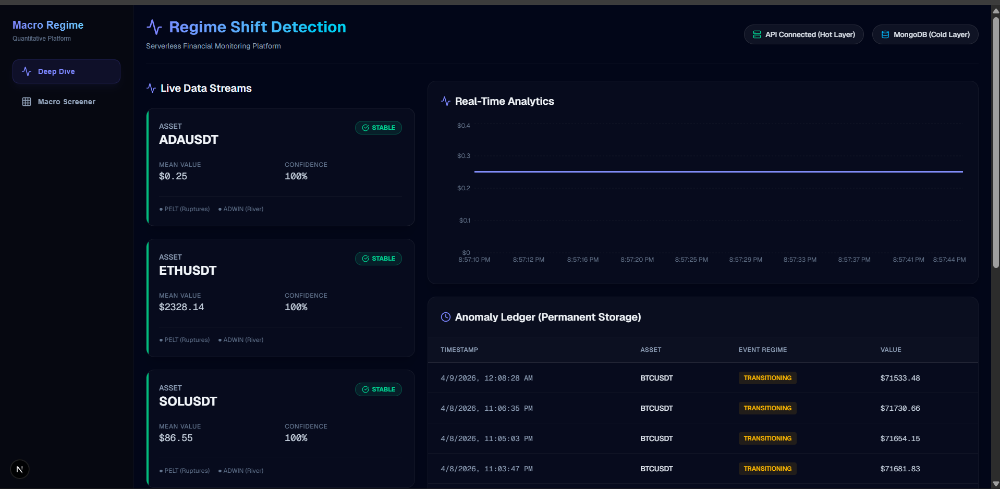 Macro Regime
Quantitative Platform
Deep Dive
Macro Screener
N
Regime Shift Detection
Serverless Financial Monitoring Platform
API Connected (Hot Layer)
MongoDB (Cold Layer)
Live Data Streams
ASSET
STABLE
ADAUSDT
MEAN VALUE CONFIDENCE
$0.25 100%
PELT (Ruptures) ADWIN (River)
ASSET
STABLE
ETHUSDT
MEAN VALUE CONFIDENCE
$2328.14 100%
PELT (Ruptures) ADWIN (River)
ASSET
STABLE
SOLUSDT
MEAN VALUE CONFIDENCE
$86.55 100%
PELT (Ruptures) ADWIN (River)
Real-Time Analytics
$0.4
$0.3
$0.2
$0.1
$0
8:57:10 PM 8:57:12 PM 8:57:16 PM 8:57:20 PM 8:57:25 PM 8:57:29 PM 8:57:33 PM 8:57:37 PM 8:57:41 PM 8:57:44 PM
Anomaly Ledger (Permanent Storage)
TIMESTAMP ASSET EVENT REGIME VALUE
4/9/2026, 12:08:28 AM BTCUSDT TRANSITIONING $71533.48
4/8/2026, 11:06:35 PM BTCUSDT TRANSITIONING $71730.66
4/8/2026, 11:05:03 PM BTCUSDT TRANSITIONING $71654.15
4/8/2026, 11:03:47 PM BTCUSDT TRANSITIONING $71681.83